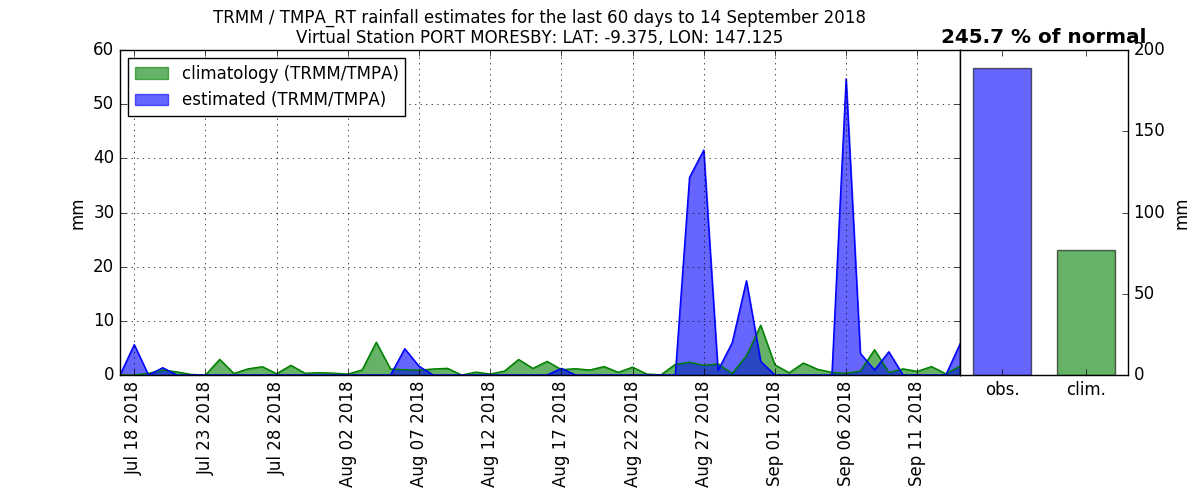 TRMM / TMPA_RT rainfall estimates for the last 60 days to 14 September 2018
Virtual Station PORT MORESBY: LAT: -9.375, LON: 147.125
245.7 % of normal
climatology (TRMM/TMPA)
estimated (TRMM/TMPA)
60
50
40
30
20
10
0
mm
200
150
100
50
0
mm
Jul 18 2018
Jul 23 2018
Jul 28 2018
Aug 02 2018
Aug 07 2018
Aug 12 2018
Aug 17 2018
Aug 22 2018
Aug 27 2018
Sep 01 2018
Sep 06 2018
Sep 11 2018
obs.
clim.